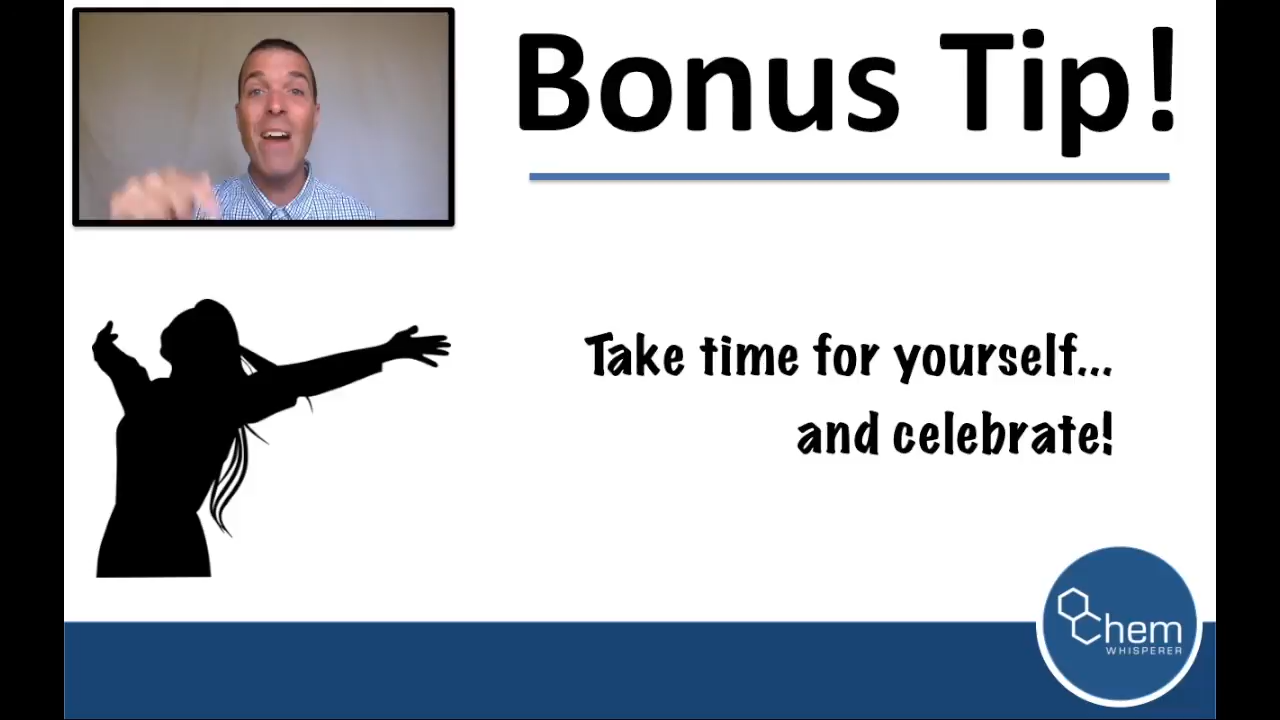 Bonus Tip!
Take time for yourself...
and celebrate!
Chem
WHISPERER